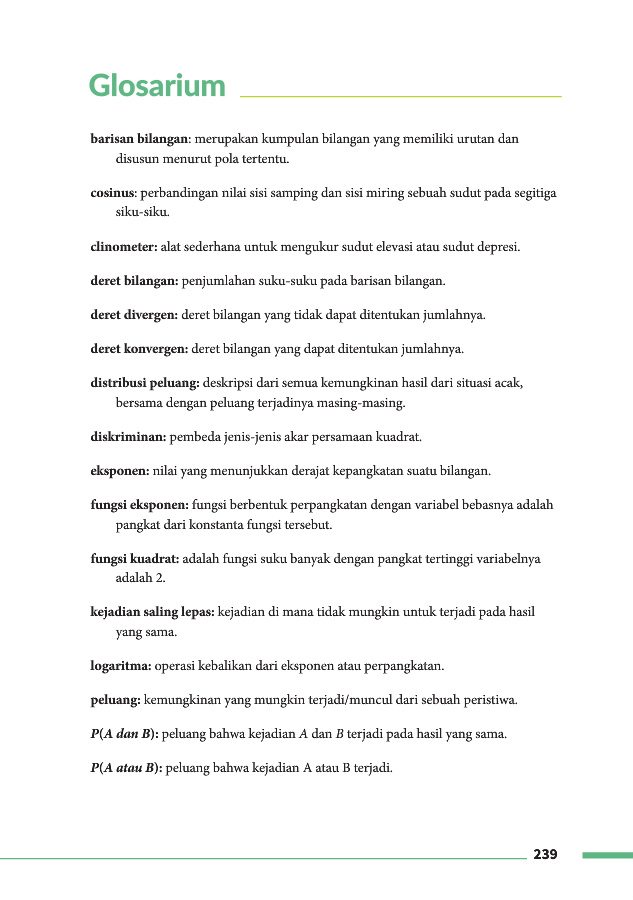 Glosarium
barisan bilangan: merupakan kumpulan bilangan yang memiliki urutan dan
disusun menurut pola tertentu.
cosinus: perbandingan nilai sisi samping dan sisi miring sebuah sudut pada segitiga
siku-siku.
clinometer: alat sederhana untuk mengukur sudut elevasi atau sudut depresi.
deret bilangan: penjumlahan suku-suku pada barisan bilangan.
deret divergen: deret bilangan yang tidak dapat ditentukan jumlahnya.
deret konvergen: deret bilangan yang dapat ditentukan jumlahnya.
distribusi peluang: deskripsi dari semua kemungkinan hasil dari situasi acak,
bersama dengan peluang terjadinya masing-masing.
diskriminan: pembeda jenis-jenis akar persamaan kuadrat.
eksponen: nilai yang menunjukkan derajat kepangkatan suatu bilangan.
fungsi eksponen: fungsi berbentuk perpangkatan dengan variabel bebasnya adalah
pangkat dari konstanta fungsi tersebut.
fungsi kuadrat: adalah fungsi suku banyak dengan pangkat tertinggi variabelnya
adalah 2.
kejadian saling lepas: kejadian di mana tidak mungkin untuk terjadi pada hasil
yang sama.
logaritma: operasi kebalikan dari eksponen atau perpangkatan.
peluang: kemungkinan yang mungkin terjadi/muncul dari sebuah peristiwa.
P(A dan B): peluang bahwa kejadian A dan B terjadi pada hasil yang sama.
P(A atau B): peluang bahwa kejadian A atau B terjadi.
239